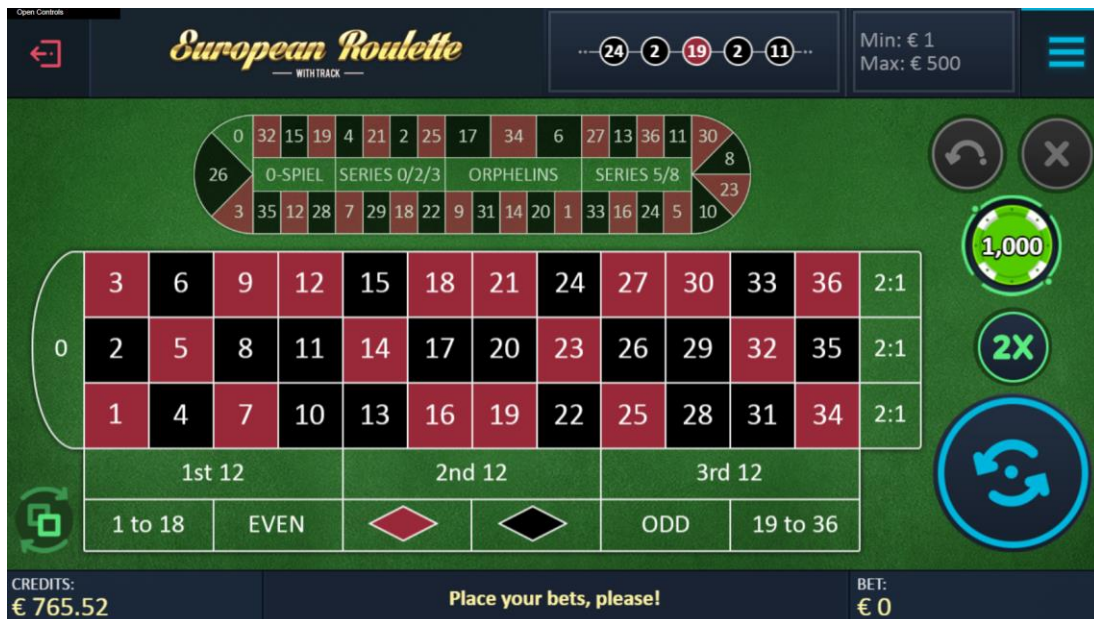 Open Controls
European Roulette
WITH TRACK
24 2 19 2 11
Min: € 1
Max: € 500
0 32 15 19 4 21 2 25 17 34 6 27 13 36 11 30
8
26 0-SPIEL SERIES 0/2/3 ORPHELINS SERIES 5/8
23
3 35 12 28 7 29 18 22 9 31 14 20 1 33 16 24 5 10
1,000
3 6 9 12 15 18 21 24 27 30 33 36 2:1
0 2 5 8 11 14 17 20 23 26 29 32 35 2:1
2X
1 4 7 10 13 16 19 22 25 28 31 34 2:1
1st 12 2nd 12 3rd 12
1 to 18 EVEN ODD 19 to 36
CREDITS:
€ 765.52
Place your bets, please!
BET:
€ 0